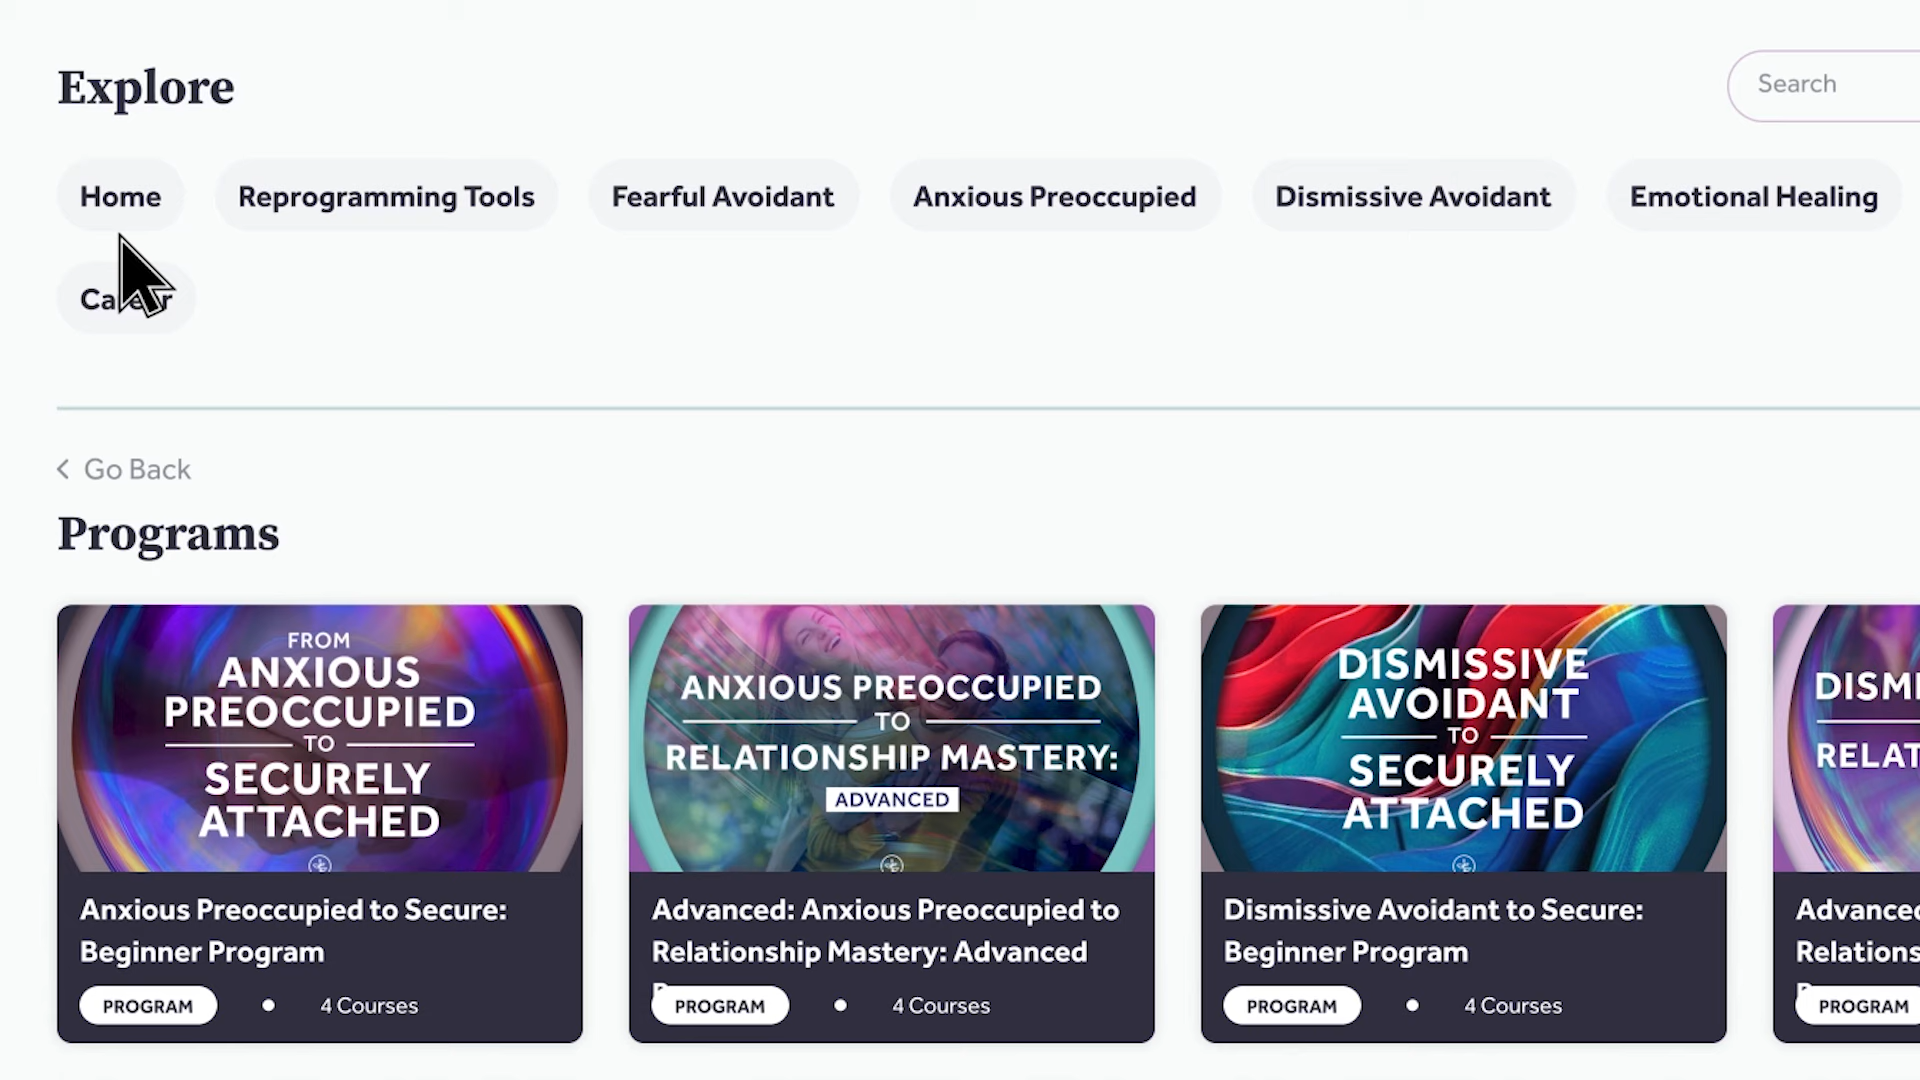 Explore
Search
Home
Reprogramming Tools
Fearful Avoidant
Anxious Preoccupied
Dismissive Avoidant
Emotional Healing
Go Back
Programs
FROM
ANXIOUS
PREOCCUPIED
TO
SECURELY
ATTACHED
Anxious Preoccupied to Secure:
Beginner Program
PROGRAM
4 Courses
ANXIOUS PREOCCUPIED
TO
RELATIONSHIP MASTERY:
ADVANCED
Advanced: Anxious Preoccupied to
Relationship Mastery: Advanced
PROGRAM
4 Courses
DISMISSIVE
AVOIDANT
TO
SECURELY
ATTACHED
Dismissive Avoidant to Secure:
Beginner Program
PROGRAM
4 Courses
PROGRAM